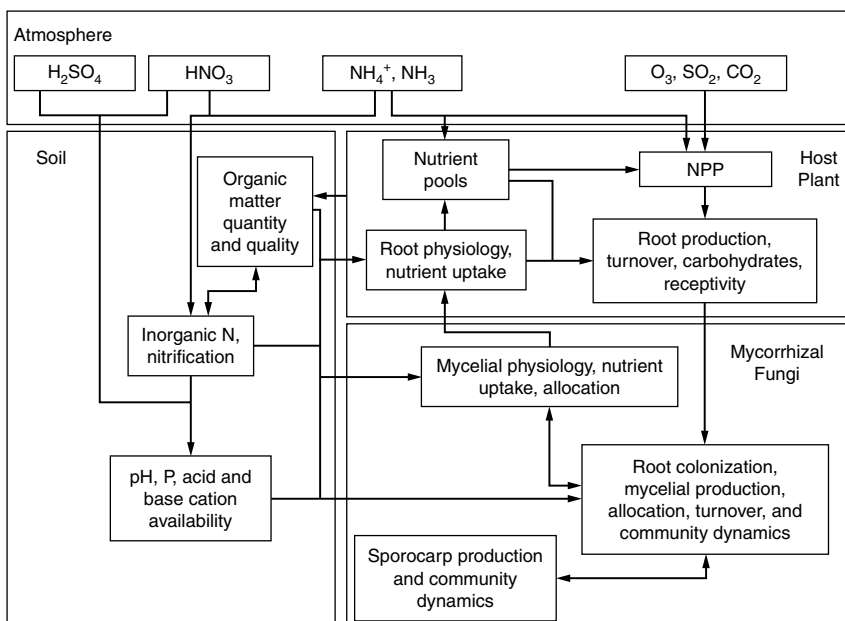 Atmosphere
H₂SO₄
HNO₃
NH₄⁺, NH₃
O₃, SO₂, CO₂
Soil
Organic
matter
quantity
and quality
Inorganic N,
nitrification
pH, P, acid and
base cation
availability
Host
Plant
Nutrient
pools
NPP
Root physiology,
nutrient uptake
Root production,
turnover, carbohydrates,
receptivity
Mycorrhizal
Fungi
Mycelial physiology, nutrient
uptake, allocation
Root colonization,
mycelial production,
allocation, turnover, and
community dynamics
Sporocarp production
and community
dynamics